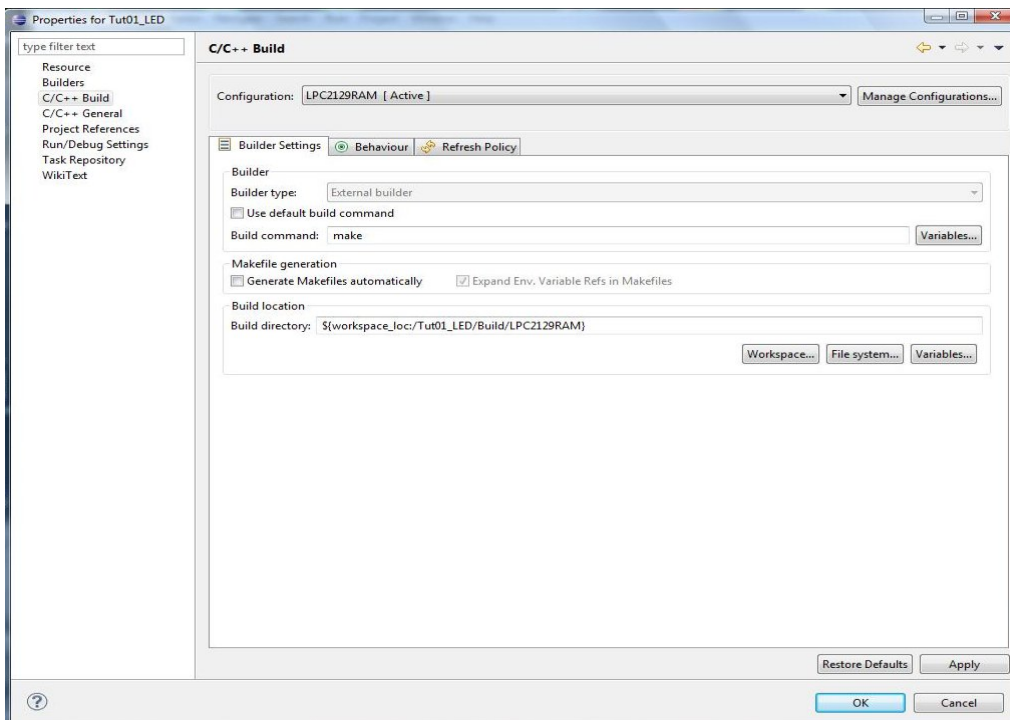 Properties for Tut01_LED
type filter text
Resource
Builders
C/C++ Build
C/C++ General
Project References
Run/Debug Settings
Task Repository
WikiText
C/C++ Build
Configuration: LPC2129RAM [ Active ] Manage Configurations...
Builder Settings Behaviour Refresh Policy
Builder
Builder type: External builder
Use default build command
Build command: make Variables...
Makefile generation
Generate Makefiles automatically Expand Env. Variable Refs in Makefiles
Build location
Build directory: ${workspace_loc:/Tut01_LED/Build/LPC2129RAM}
Workspace... File system... Variables...
Restore Defaults Apply
? OK Cancel